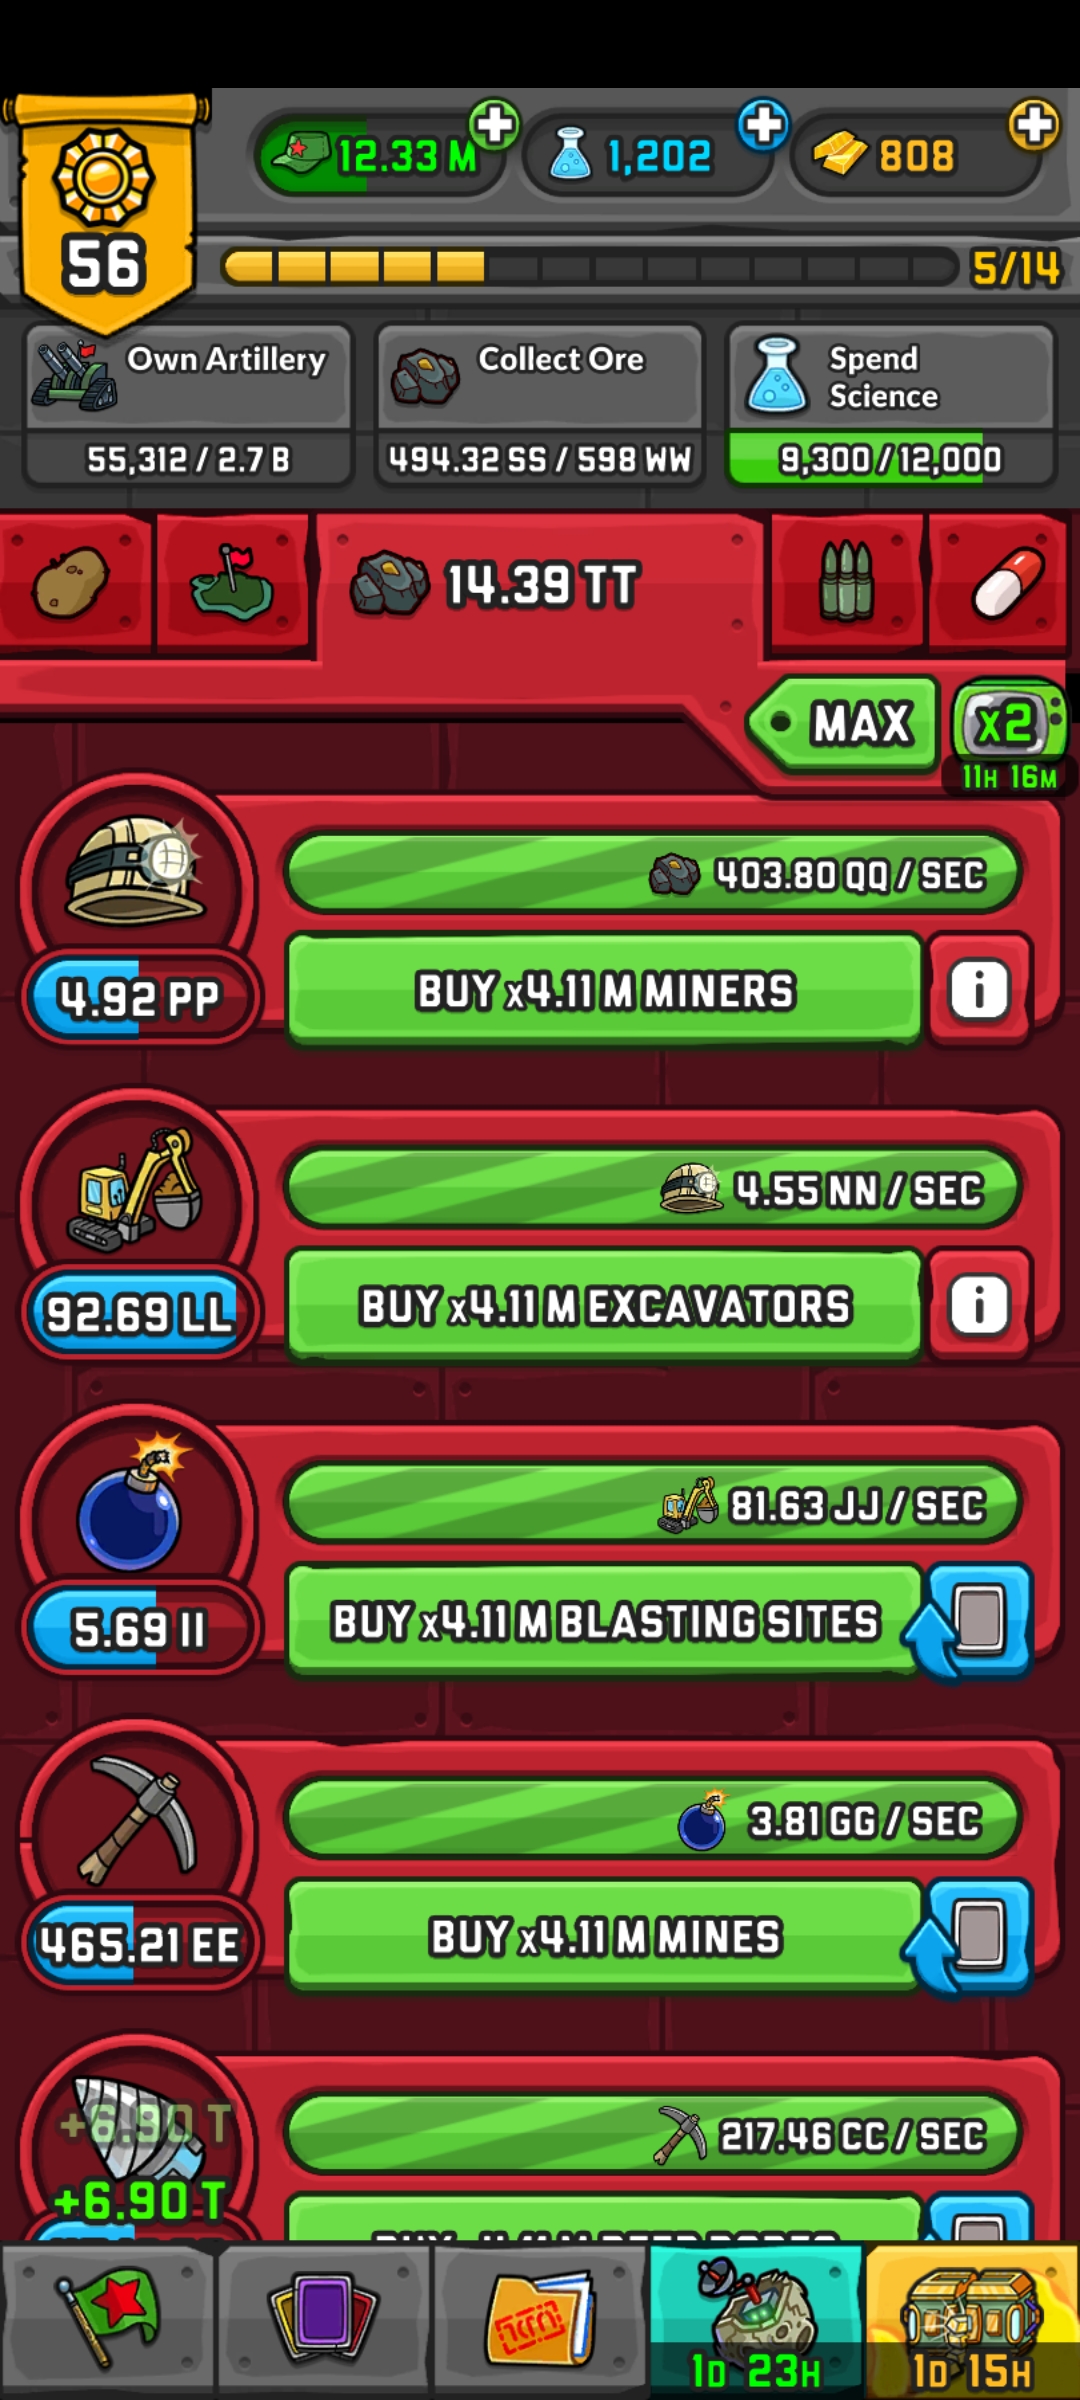 56
12.33 M
1,202
808
5/14
Own Artillery
55,312 / 2.7 B
Collect Ore
494.32 SS / 598 WW
Spend
Science
9,300 / 12,000
14.39 TT
MAX
x2
11H 16M
403.80 QQ / SEC
4.92 PP
BUY x4.11 M MINERS
i
4.55 NN / SEC
92.69 LL
BUY x4.11 M EXCAVATORS
i
81.63 JJ / SEC
5.69 II
BUY x4.11 M BLASTING SITES
3.81 GG / SEC
465.21 EE
BUY x4.11 M MINES
+6.90 T
217.46 CC / SEC
+6.90 T
1D 23H
1D 15H